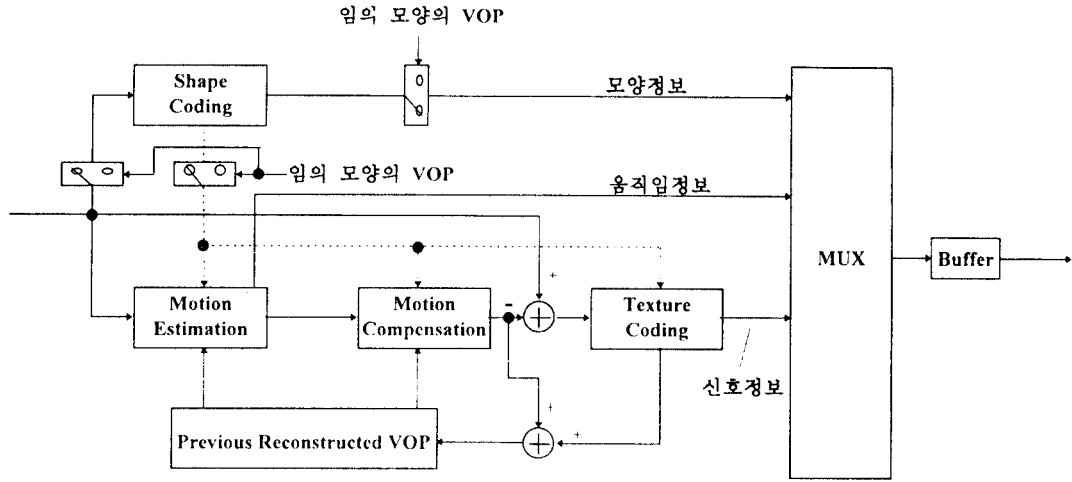 임의 모양의 VOP
Shape
Coding
모양정보
임의 모양의 VOP
움직임정보
MUX
Buffer
+
Motion
Estimation
Motion
Compensation
-
Texture
Coding
신호정보
+
+
Previous Reconstructed VOP